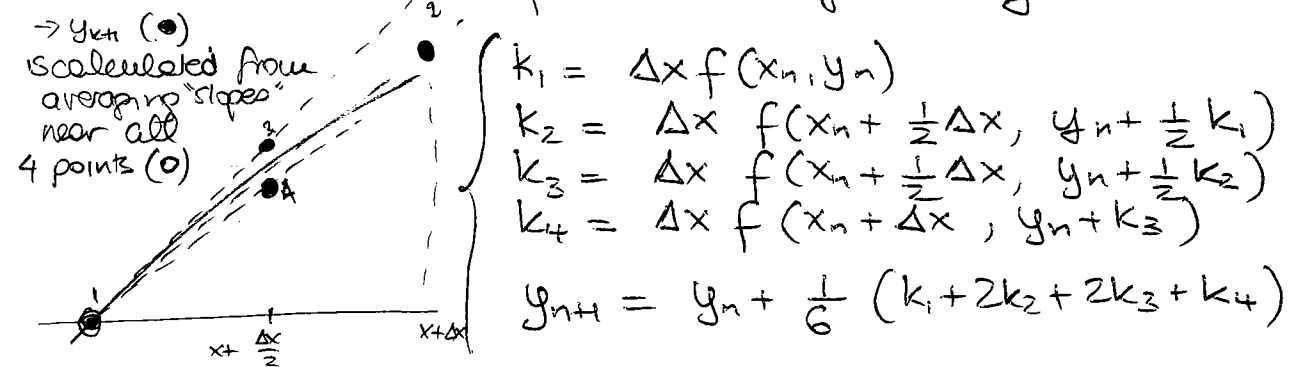 → yₖ₊₁ (●)
is calculated from
averaging "slopes"
near all
4 points (○)
2
3
4
1
x+ Δx/2
x+Δx
k₁ = Δx f(xₙ, yₙ)
k₂ = Δx f(xₙ + ½Δx, yₙ + ½k₁)
k₃ = Δx f(xₙ + ½Δx, yₙ + ½k₂)
k₄ = Δx f(xₙ + Δx, yₙ + k₃)
yₙ₊₁ = yₙ + 1/6 (k₁ + 2k₂ + 2k₃ + k₄)